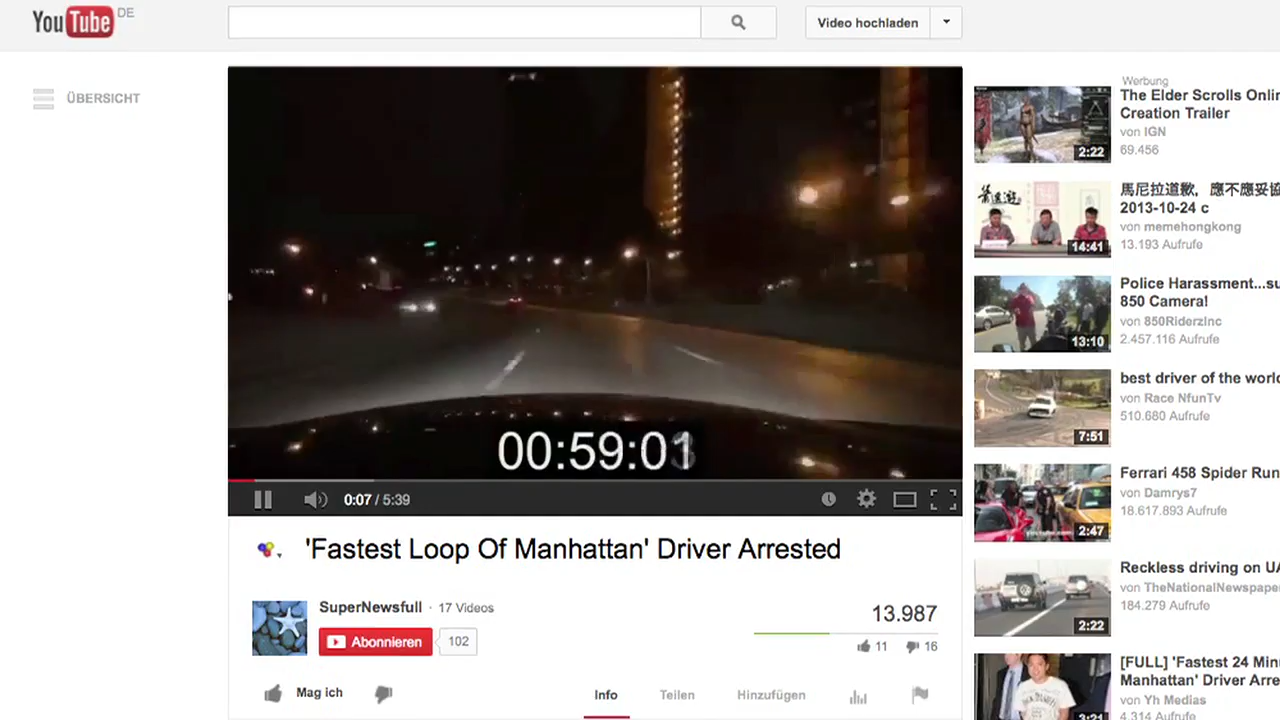 YouTube DE
Video hochladen
ÜBERSICHT
00:59:01
0:07 / 5:39
'Fastest Loop Of Manhattan' Driver Arrested
SuperNewsfull · 17 Videos
Abonnieren 102
13.987
11 16
Mag ich
Info Teilen Hinzufügen
Werbung
The Elder Scrolls Onlin
Creation Trailer
von IGN
69.456
2:22
馬尼拉道歉，應不應妥協
2013-10-24 c
von memehongkong
13.193 Aufrufe
14:41
Police Harassment...su
850 Camera!
von 850RiderzInc
2.457.116 Aufrufe
13:10
best driver of the world
von Race NfunTv
510.680 Aufrufe
7:51
Ferrari 458 Spider Run
von Damrys7
18.617.893 Aufrufe
2:47
Reckless driving on UA
von TheNationalNewspape
184.279 Aufrufe
2:22
[FULL] 'Fastest 24 Min
Manhattan' Driver Arre
von Yh Medias
4.314 Aufrufe
3:21